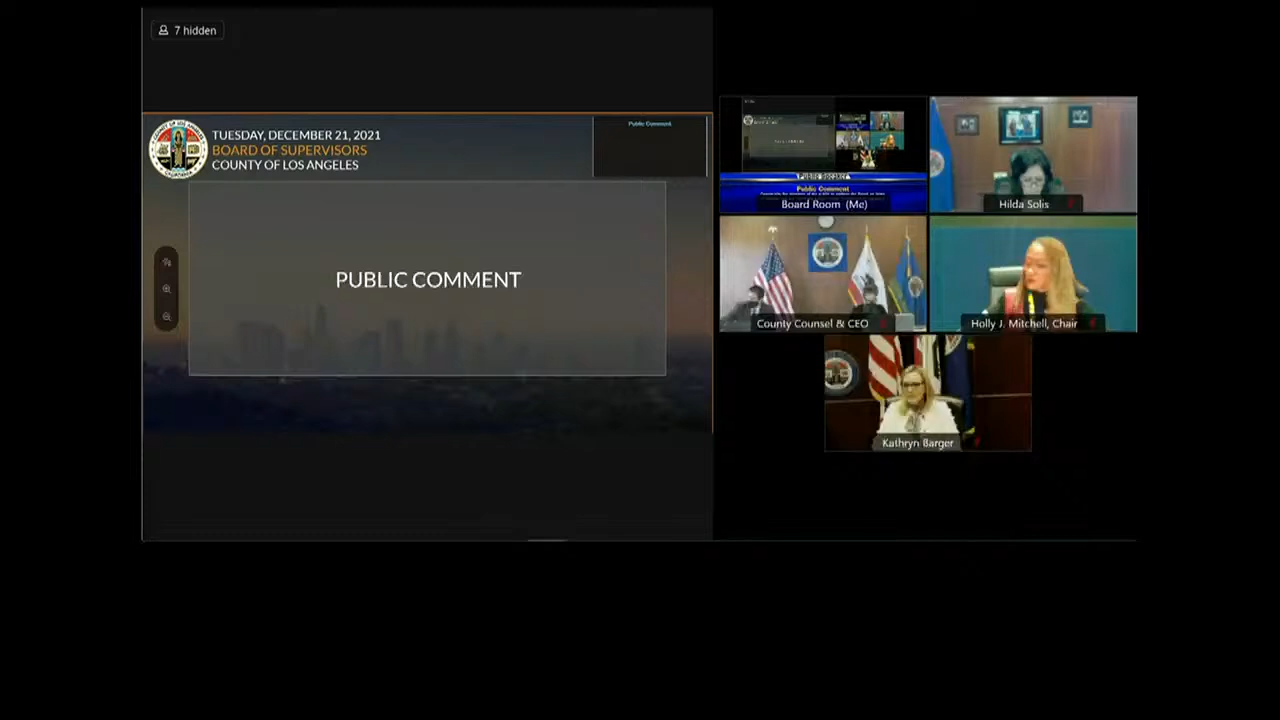 7 hidden
TUESDAY, DECEMBER 21, 2021
BOARD OF SUPERVISORS
COUNTY OF LOS ANGELES
Public Comment
PUBLIC COMMENT
Public Comment
Board Room (Me)
Hilda Solis
County Counsel & CEO
Holly J. Mitchell, Chair
Kathryn Barger